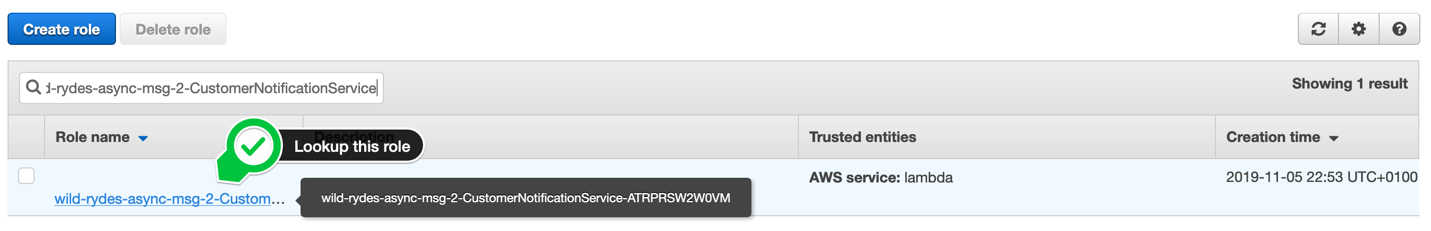 Create role
Delete role
d-rydes-async-msg-2-CustomerNotificationService
Showing 1 result
Role name
Description
Trusted entities
Creation time
Lookup this role
AWS service: lambda
2019-11-05 22:53 UTC+0100
wild-rydes-async-msg-2-Custom...
wild-rydes-async-msg-2-CustomerNotificationService-ATRPRSW2W0VM